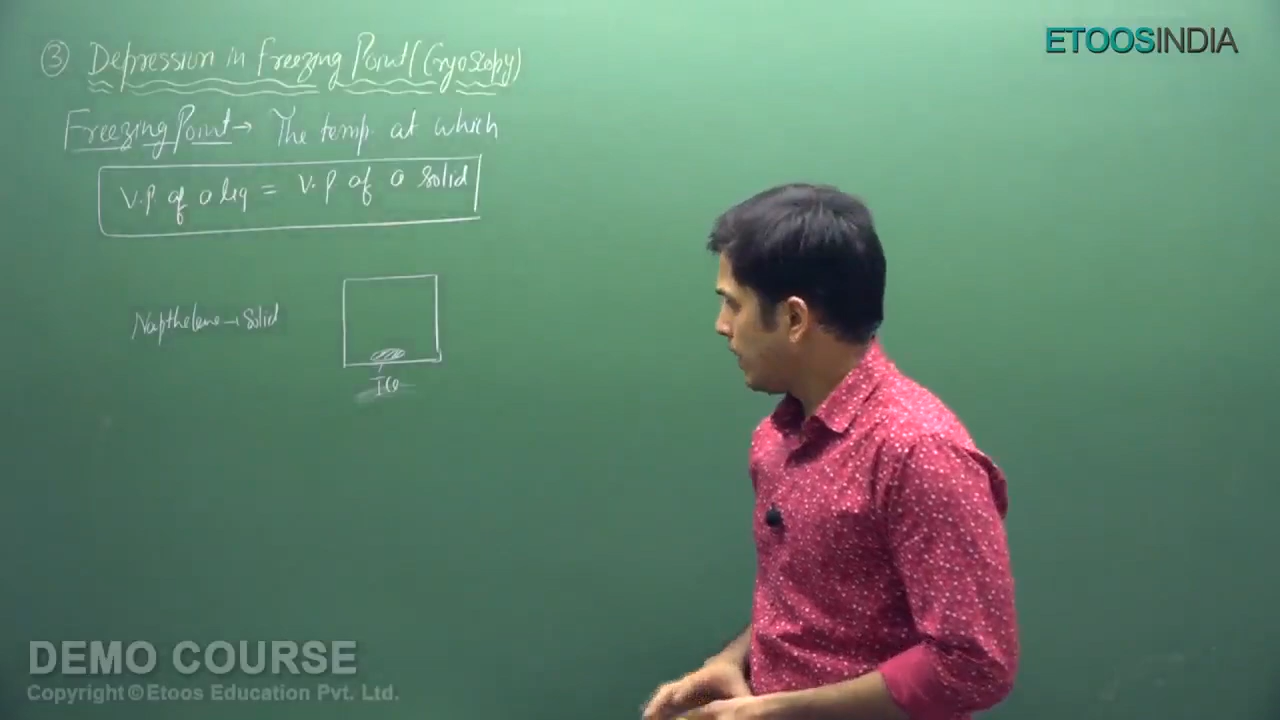 ETOOSINDIA
③ Depression in Freezing Point (Cryoscopy)
Freezing Point → The temp. at which
V.P. of a liq = V.P of a solid
Napthelene → Solid
Ice
DEMO COURSE
Copyright © Etoos Education Pvt. Ltd.